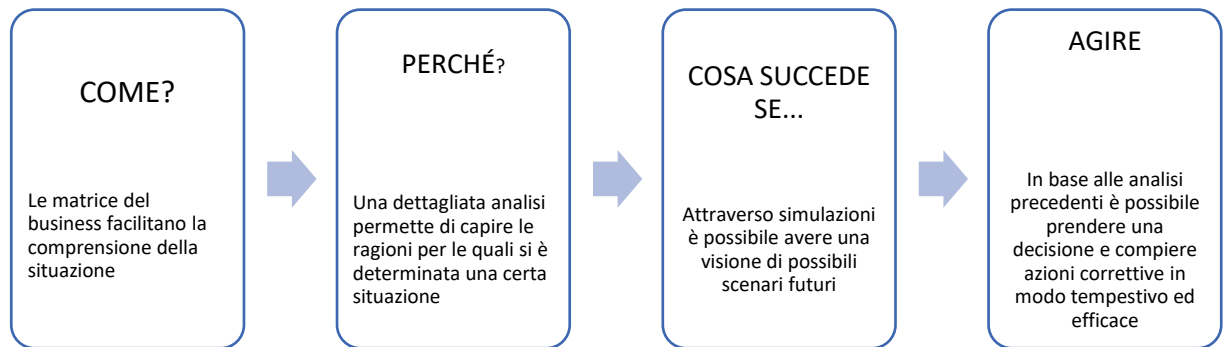 COME?
Le matrice del
business facilitano la
comprensione della
situazione
PERCHÉ?
Una dettagliata analisi
permette di capire le
ragioni per le quali si è
determinata una certa
situazione
COSA SUCCEDE
SE...
Attraverso simulazioni
è possibile avere una
visione di possibili
scenari futuri
AGIRE
In base alle analisi
precedenti è possibile
prendere una
decisione e compiere
azioni correttive in
modo tempestivo ed
efficace